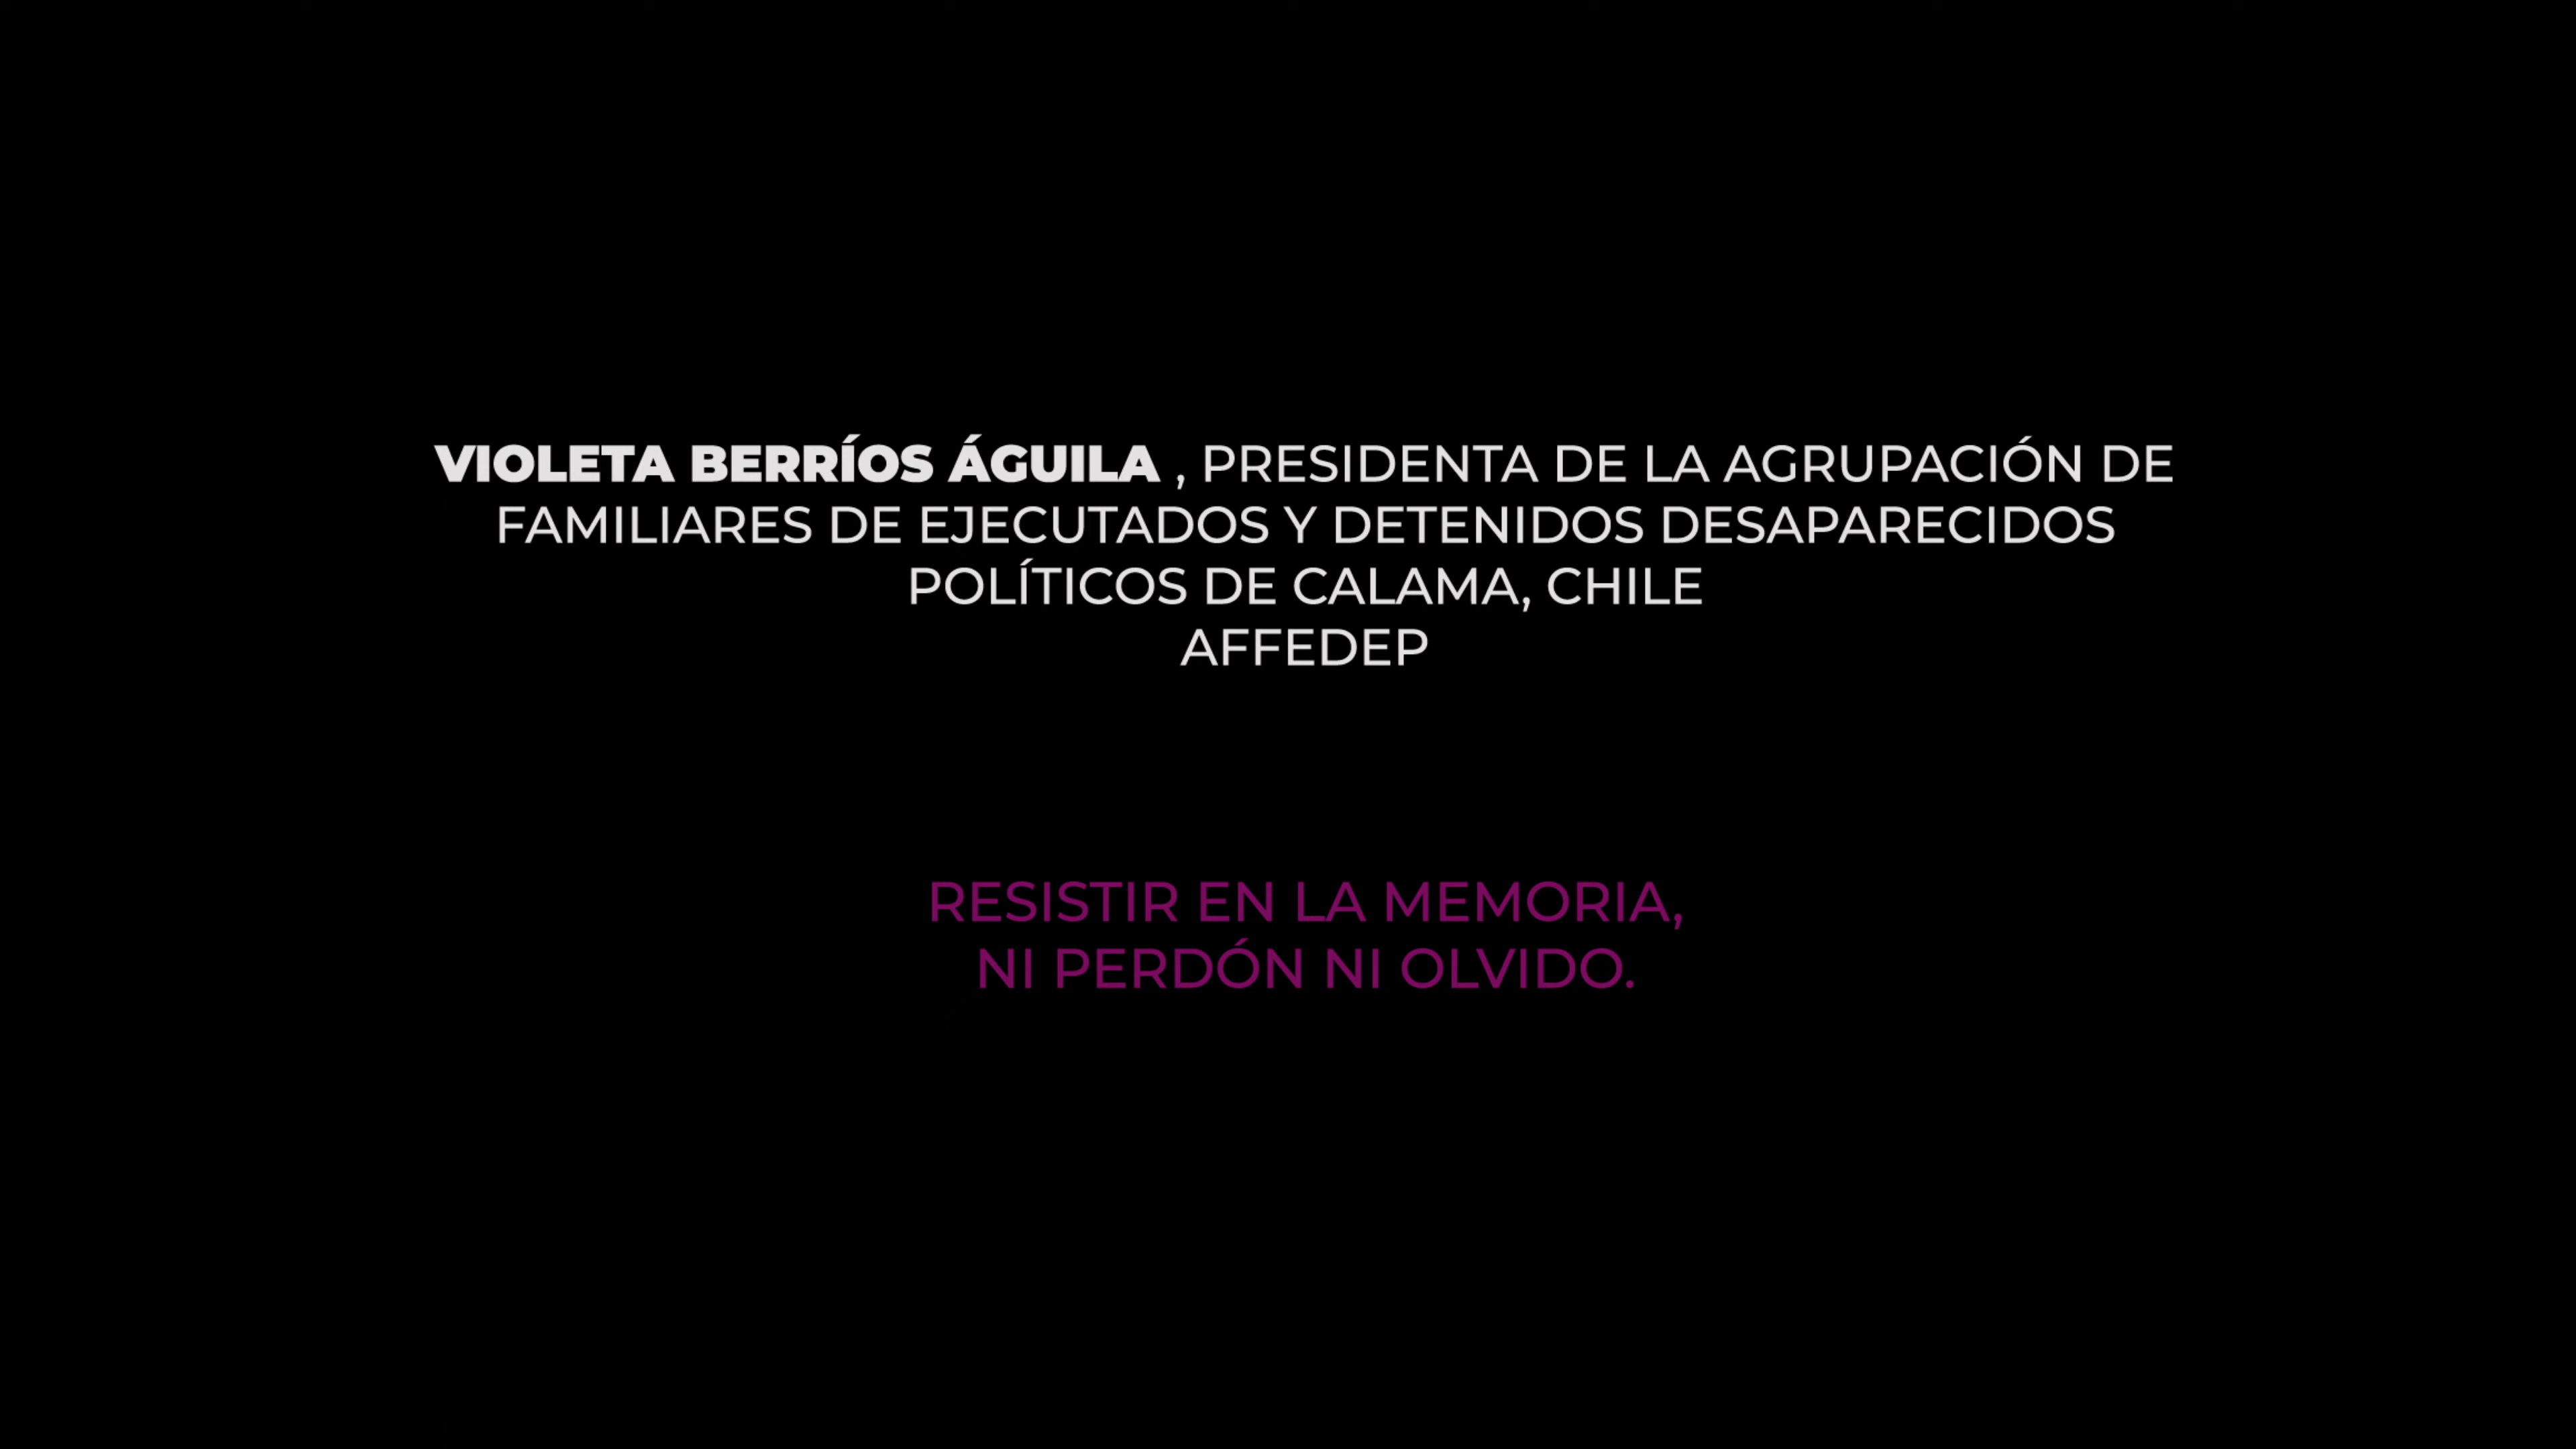 VIOLETA BERRÍOS ÁGUILA , PRESIDENTA DE LA AGRUPACIÓN DE
FAMILIARES DE EJECUTADOS Y DETENIDOS DESAPARECIDOS
POLÍTICOS DE CALAMA, CHILE
AFFEDEP
RESISTIR EN LA MEMORIA,
NI PERDÓN NI OLVIDO.